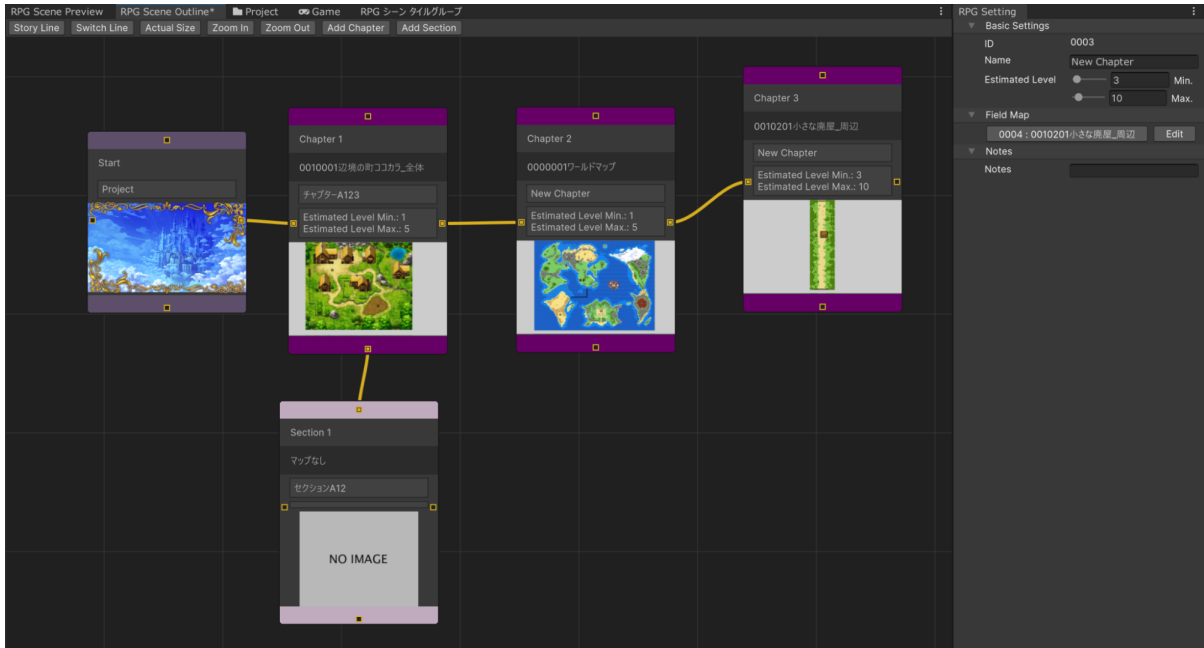 RPG Scene Preview
RPG Scene Outline*
Project
Game
RPG シーン タイルグループ
Story Line
Switch Line
Actual Size
Zoom In
Zoom Out
Add Chapter
Add Section
Start
Project
Chapter 1
0010001辺境の町ココカラ_全体
チャプターA123
Estimated Level Min.: 1
Estimated Level Max.: 5
Chapter 2
0000001ワールドマップ
New Chapter
Estimated Level Min.: 1
Estimated Level Max.: 5
Chapter 3
0010201小さな廃屋_周辺
New Chapter
Estimated Level Min.: 3
Estimated Level Max.: 10
Section 1
マップなし
セクションA12
NO IMAGE
RPG Setting
Basic Settings
ID 0003
Name New Chapter
Estimated Level 3 Min.
10 Max.
Field Map
0004 : 0010201小さな廃屋_周辺 Edit
Notes
Notes